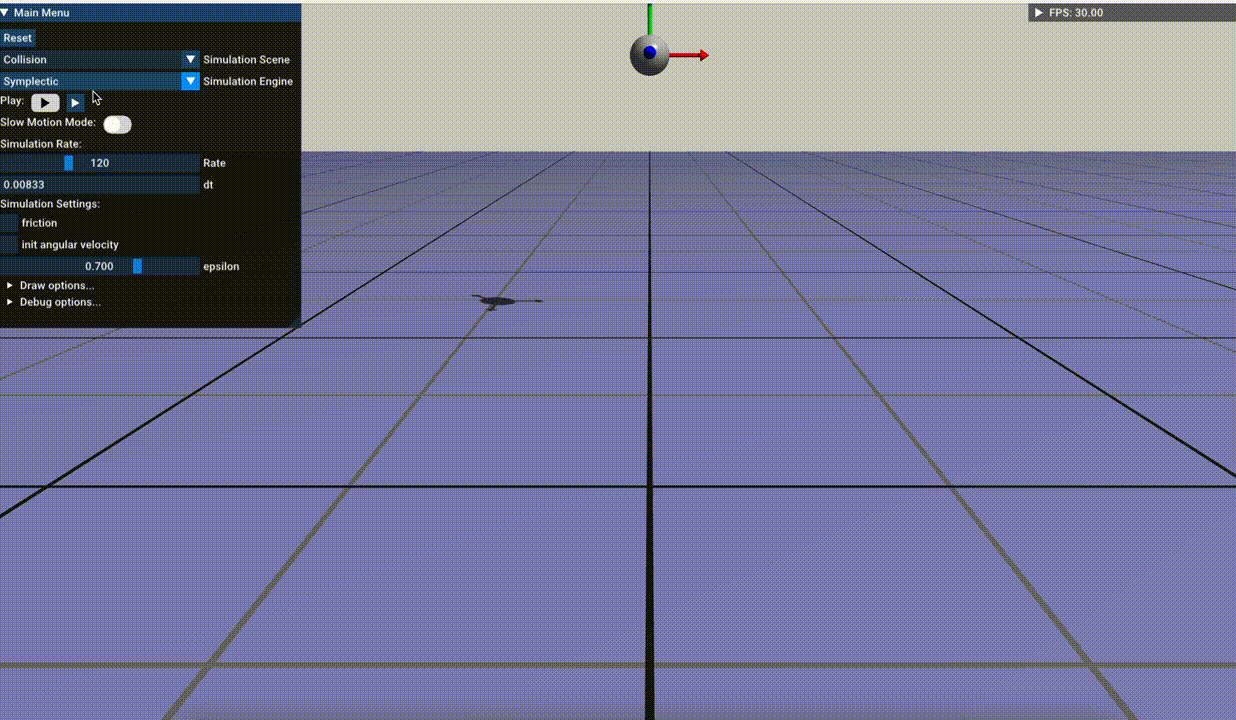 Main Menu
FPS: 30.00
Reset
Collision Simulation Scene
Symplectic Simulation Engine
Play:
Slow Motion Mode:
Simulation Rate:
120 Rate
0.00833 dt
Simulation Settings:
friction
init angular velocity
0.700 epsilon
Draw options...
Debug options...